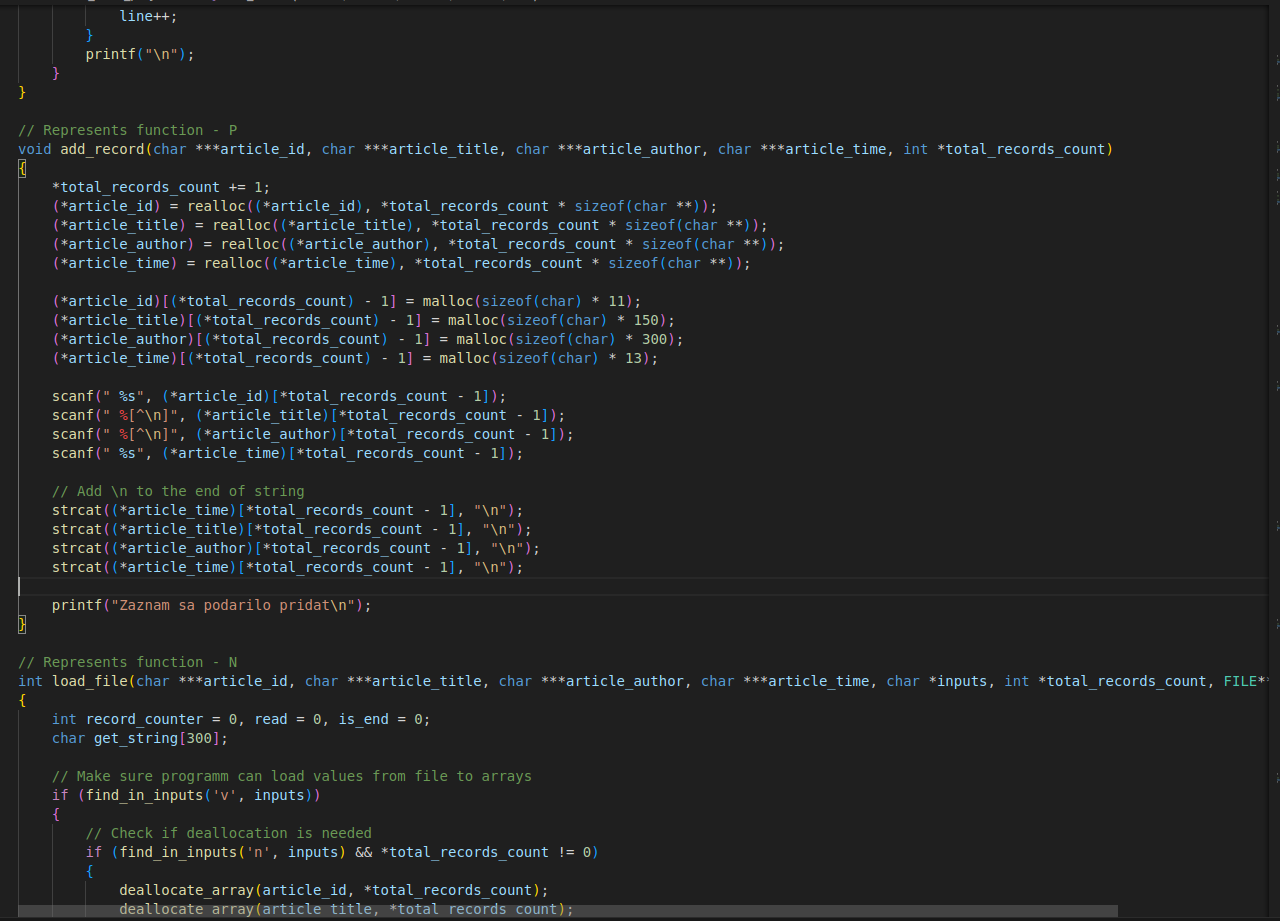 line++;
}
printf("\n");
}
}
// Represents function - P
void add_record(char ***article_id, char ***article_title, char ***article_author, char ***article_time, int *total_records_count)
{
*total_records_count += 1;
(*article_id) = realloc((*article_id), *total_records_count * sizeof(char **));
(*article_title) = realloc((*article_title), *total_records_count * sizeof(char **));
(*article_author) = realloc((*article_author), *total_records_count * sizeof(char **));
(*article_time) = realloc((*article_time), *total_records_count * sizeof(char **));
(*article_id)[(*total_records_count) - 1] = malloc(sizeof(char) * 11);
(*article_title)[(*total_records_count) - 1] = malloc(sizeof(char) * 150);
(*article_author)[(*total_records_count) - 1] = malloc(sizeof(char) * 300);
(*article_time)[(*total_records_count) - 1] = malloc(sizeof(char) * 13);
scanf(" %s", (*article_id)[*total_records_count - 1]);
scanf(" %[^\n]", (*article_title)[*total_records_count - 1]);
scanf(" %[^\n]", (*article_author)[*total_records_count - 1]);
scanf(" %s", (*article_time)[*total_records_count - 1]);
// Add \n to the end of string
strcat((*article_time)[*total_records_count - 1], "\n");
strcat((*article_title)[*total_records_count - 1], "\n");
strcat((*article_author)[*total_records_count - 1], "\n");
strcat((*article_time)[*total_records_count - 1], "\n");
printf("Zaznam sa podarilo pridat\n");
}
// Represents function - N
int load_file(char ***article_id, char ***article_title, char ***article_author, char ***article_time, char *inputs, int *total_records_count, FILE**
{
int record_counter = 0, read = 0, is_end = 0;
char get_string[300];
// Make sure programm can load values from file to arrays
if (find_in_inputs('v', inputs))
{
// Check if deallocation is needed
if (find_in_inputs('n', inputs) && *total_records_count != 0)
{
deallocate_array(article_id, *total_records_count);
deallocate_array(article_title, *total_records_count);